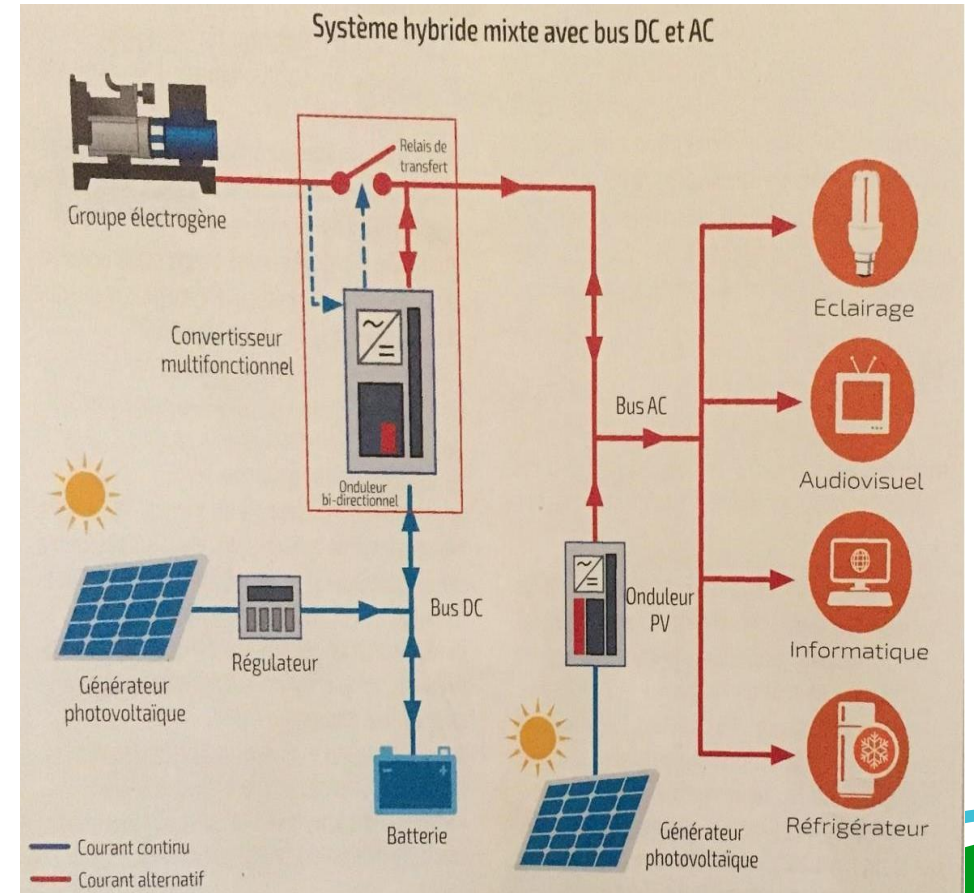 Système hybride mixte avec bus DC et AC
Relais de
transfert
Groupe électrogène
Convertisseur
multifonctionnel
Eclairage
Bus AC
Audiovisuel
Onduleur
bi-directionnel
Bus DC
Onduleur
PV
Régulateur
Informatique
Générateur
photovoltaïque
Batterie
Générateur
photovoltaïque
Réfrigérateur
Courant continu
Courant alternatif